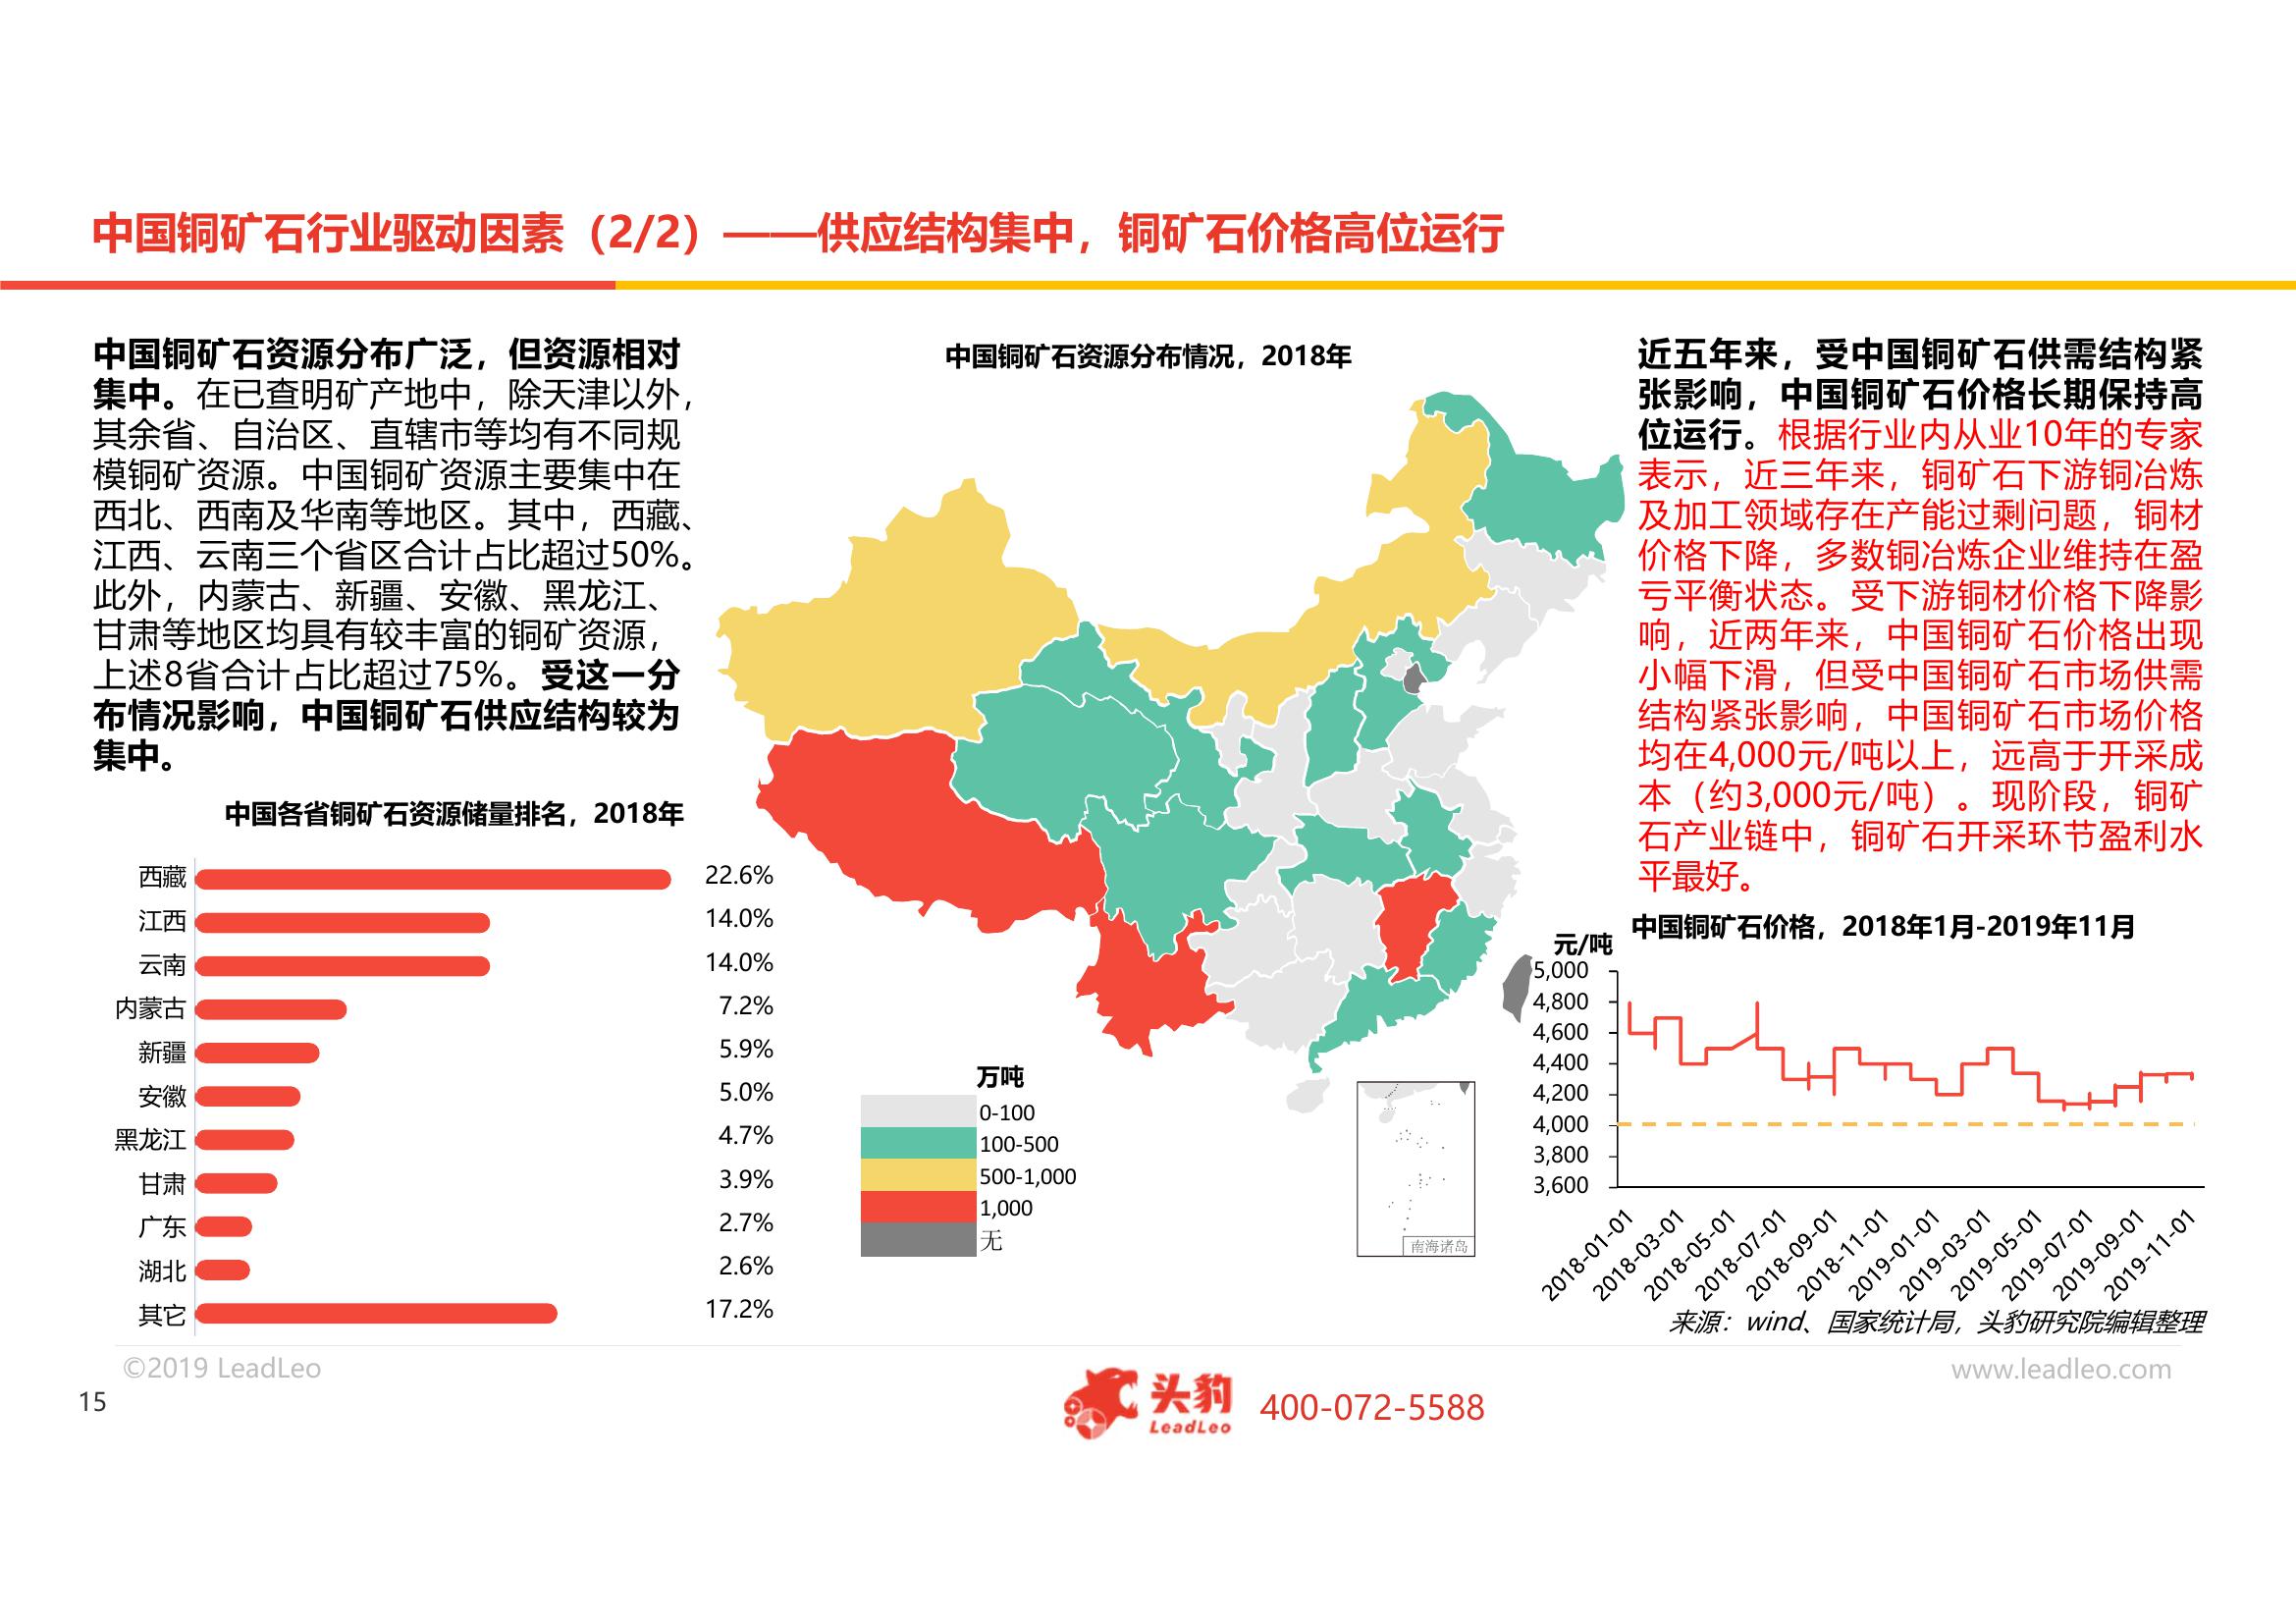 中国铜矿石行业驱动因素（2/2）——供应结构集中，铜矿石价格高位运行
中国铜矿石资源分布广泛，但资源相对
集中。在已查明矿产地中，除天津以外，
其余省、自治区、直辖市等均有不同规
模铜矿资源。中国铜矿资源主要集中在
西北、西南及华南等地区。其中，西藏、
江西、云南三个省区合计占比超过50%。
此外，内蒙古、新疆、安徽、黑龙江、
甘肃等地区均具有较丰富的铜矿资源，
上述8省合计占比超过75%。受这一分
布情况影响，中国铜矿石供应结构较为
集中。
中国各省铜矿石资源储量排名，2018年
西藏 22.6%
江西 14.0%
云南 14.0%
内蒙古 7.2%
新疆 5.9%
安徽 5.0%
黑龙江 4.7%
甘肃 3.9%
广东 2.7%
湖北 2.6%
其它 17.2%
中国铜矿石资源分布情况，2018年
万吨
0-100
100-500
500-1,000
1,000
无
南海诸岛
近五年来，受中国铜矿石供需结构紧
张影响，中国铜矿石价格长期保持高
位运行。根据行业内从业10年的专家
表示，近三年来，铜矿石下游铜冶炼
及加工领域存在产能过剩问题，铜材
价格下降，多数铜冶炼企业维持在盈
亏平衡状态。受下游铜材价格下降影
响，近两年来，中国铜矿石价格出现
小幅下滑，但受中国铜矿石市场供需
结构紧张影响，中国铜矿石市场价格
均在4,000元/吨以上，远高于开采成
本（约3,000元/吨）。现阶段，铜矿
石产业链中，铜矿石开采环节盈利水
平最好。
中国铜矿石价格，2018年1月-2019年11月
元/吨
5,000
4,800
4,600
4,400
4,200
4,000
3,800
3,600
2018-01-01
2018-03-01
2018-05-01
2018-07-01
2018-09-01
2018-11-01
2019-01-01
2019-03-01
2019-05-01
2019-07-01
2019-09-01
2019-11-01
来源：wind、国家统计局，头豹研究院编辑整理
©2019 LeadLeo
www.leadleo.com
15
头豹
LeadLeo
400-072-5588